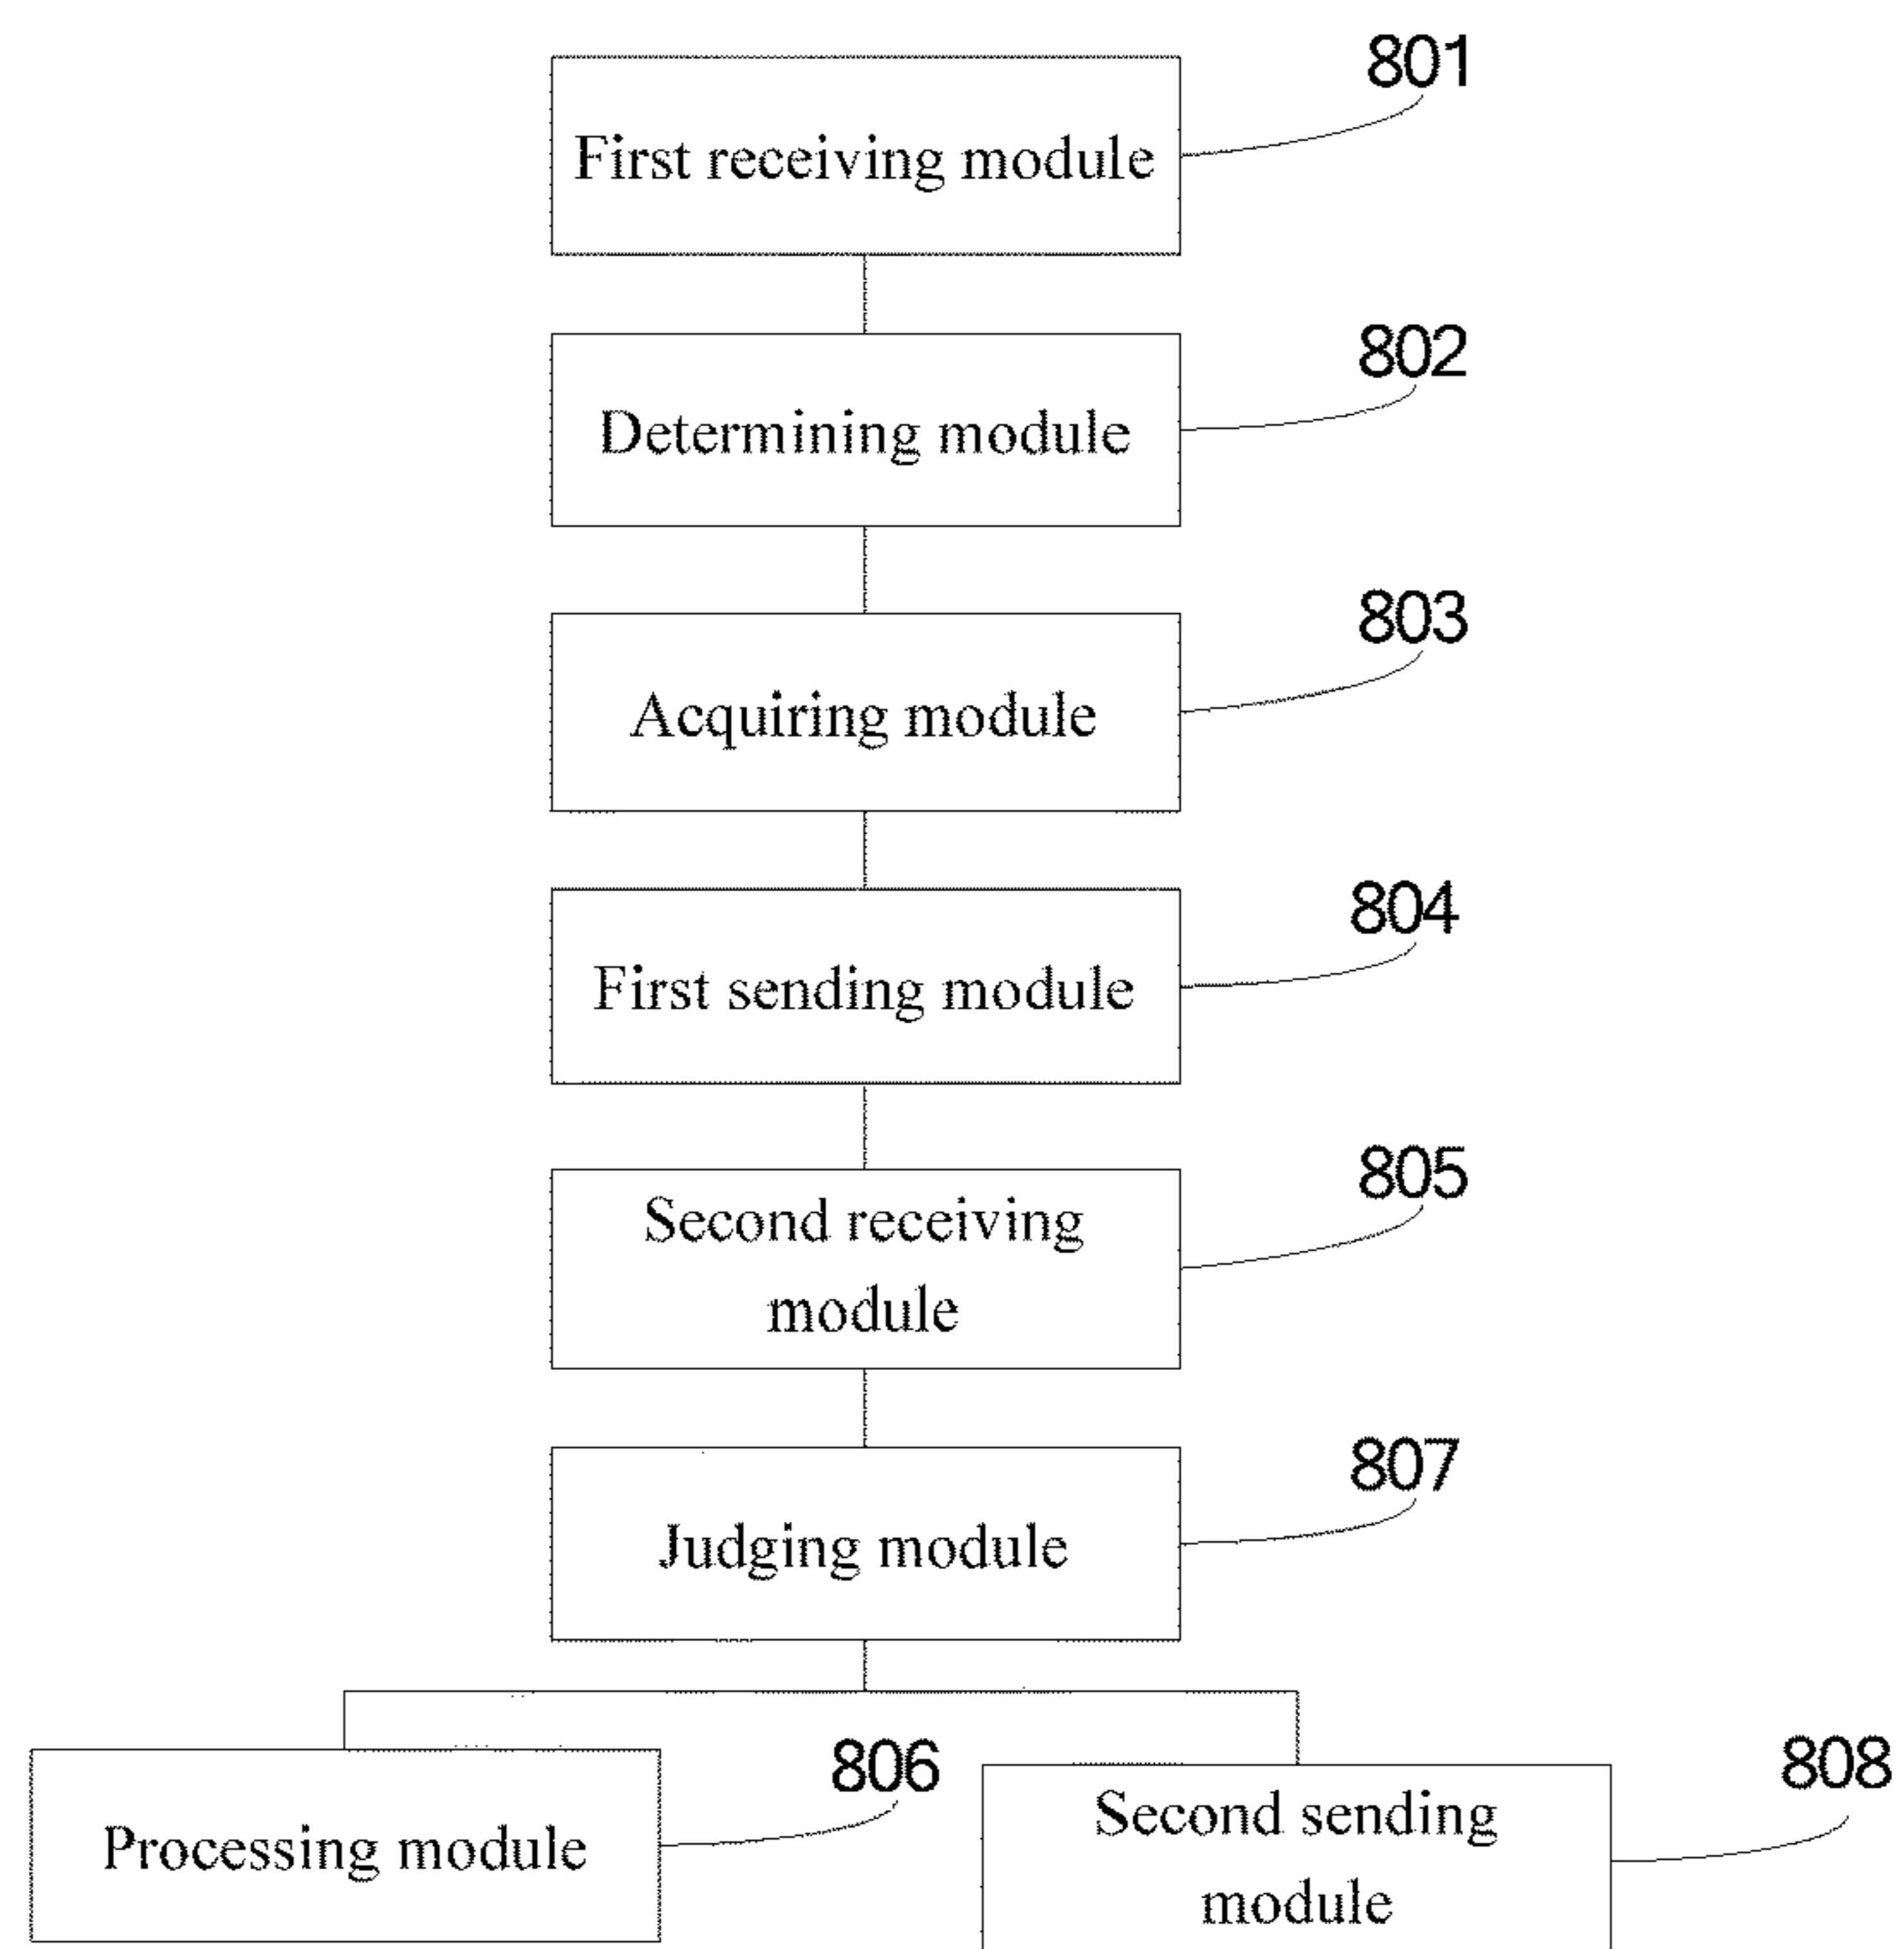 801
First receiving module
802
Determining module
803
Acquiring module
804
First sending module
805
Second receiving
module
807
Judging module
806
Processing module
808
Second sending
module